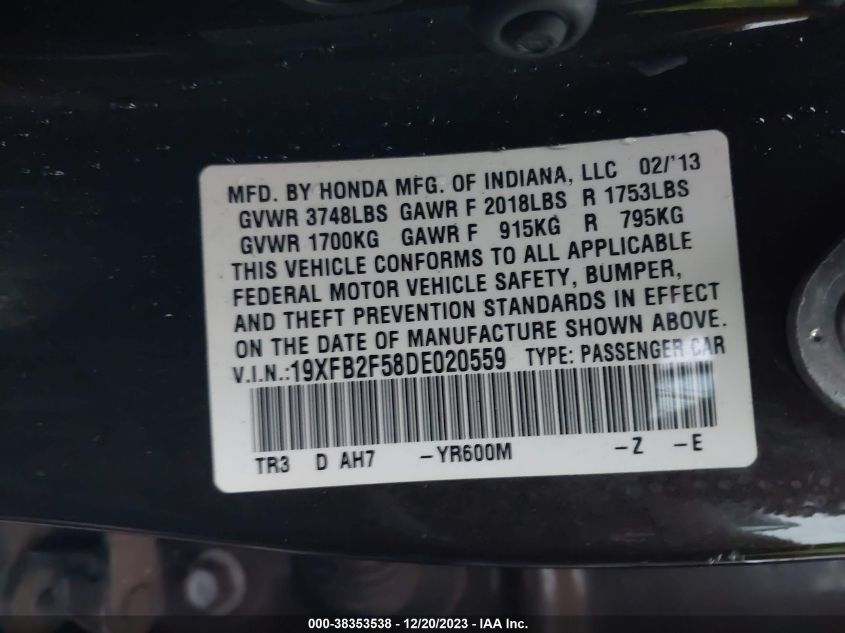 MFD. BY HONDA MFG. OF INDIANA, LLC 02/'13
GVWR 3748LBS GAWR F 2018LBS R 1753LBS
GVWR 1700KG GAWR F 915KG R 795KG
THIS VEHICLE CONFORMS TO ALL APPLICABLE
FEDERAL MOTOR VEHICLE SAFETY, BUMPER,
AND THEFT PREVENTION STANDARDS IN EFFECT
ON THE DATE OF MANUFACTURE SHOWN ABOVE.
V.I.N.:19XFB2F58DE020559 TYPE: PASSENGER CAR
TR3 D AH7 -YR600M -Z -E
000-38353538 - 12/20/2023 - IAA Inc.